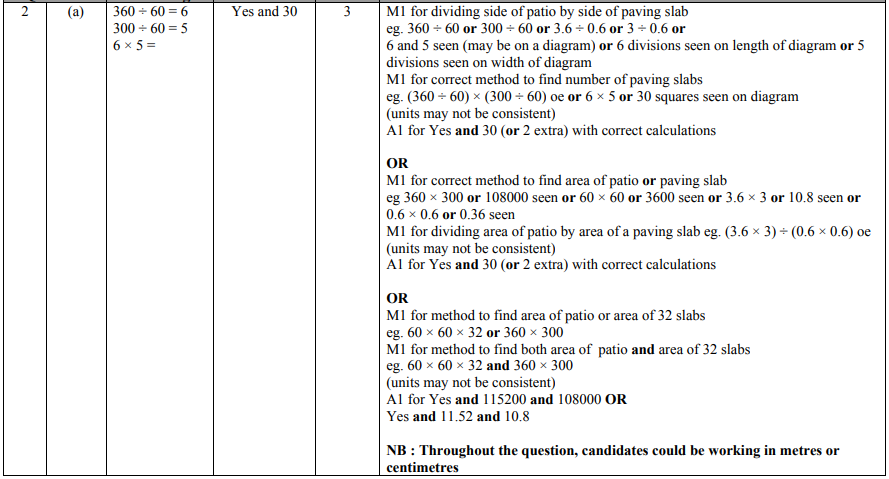 2 (a) 360 ÷ 60 = 6 Yes and 30 3 M1 for dividing side of patio by side of paving slab
300 ÷ 60 = 5 eg. 360 ÷ 60 or 300 ÷ 60 or 3.6 ÷ 0.6 or 3 ÷ 0.6 or
6 × 5 = 6 and 5 seen (may be on a diagram) or 6 divisions seen on length of diagram or 5
divisions seen on width of diagram
M1 for correct method to find number of paving slabs
eg. (360 ÷ 60) × (300 ÷ 60) oe or 6 × 5 or 30 squares seen on diagram
(units may not be consistent)
A1 for Yes and 30 (or 2 extra) with correct calculations
OR
M1 for correct method to find area of patio or paving slab
eg 360 × 300 or 108000 seen or 60 × 60 or 3600 seen or 3.6 × 3 or 10.8 seen or
0.6 × 0.6 or 0.36 seen
M1 for dividing area of patio by area of a paving slab eg. (3.6 × 3) ÷ (0.6 × 0.6) oe
(units may not be consistent)
A1 for Yes and 30 (or 2 extra) with correct calculations
OR
M1 for method to find area of patio or area of 32 slabs
eg. 60 × 60 × 32 or 360 × 300
M1 for method to find both area of patio and area of 32 slabs
eg. 60 × 60 × 32 and 360 × 300
(units may not be consistent)
A1 for Yes and 115200 and 108000 OR
Yes and 11.52 and 10.8
NB : Throughout the question, candidates could be working in metres or
centimetres